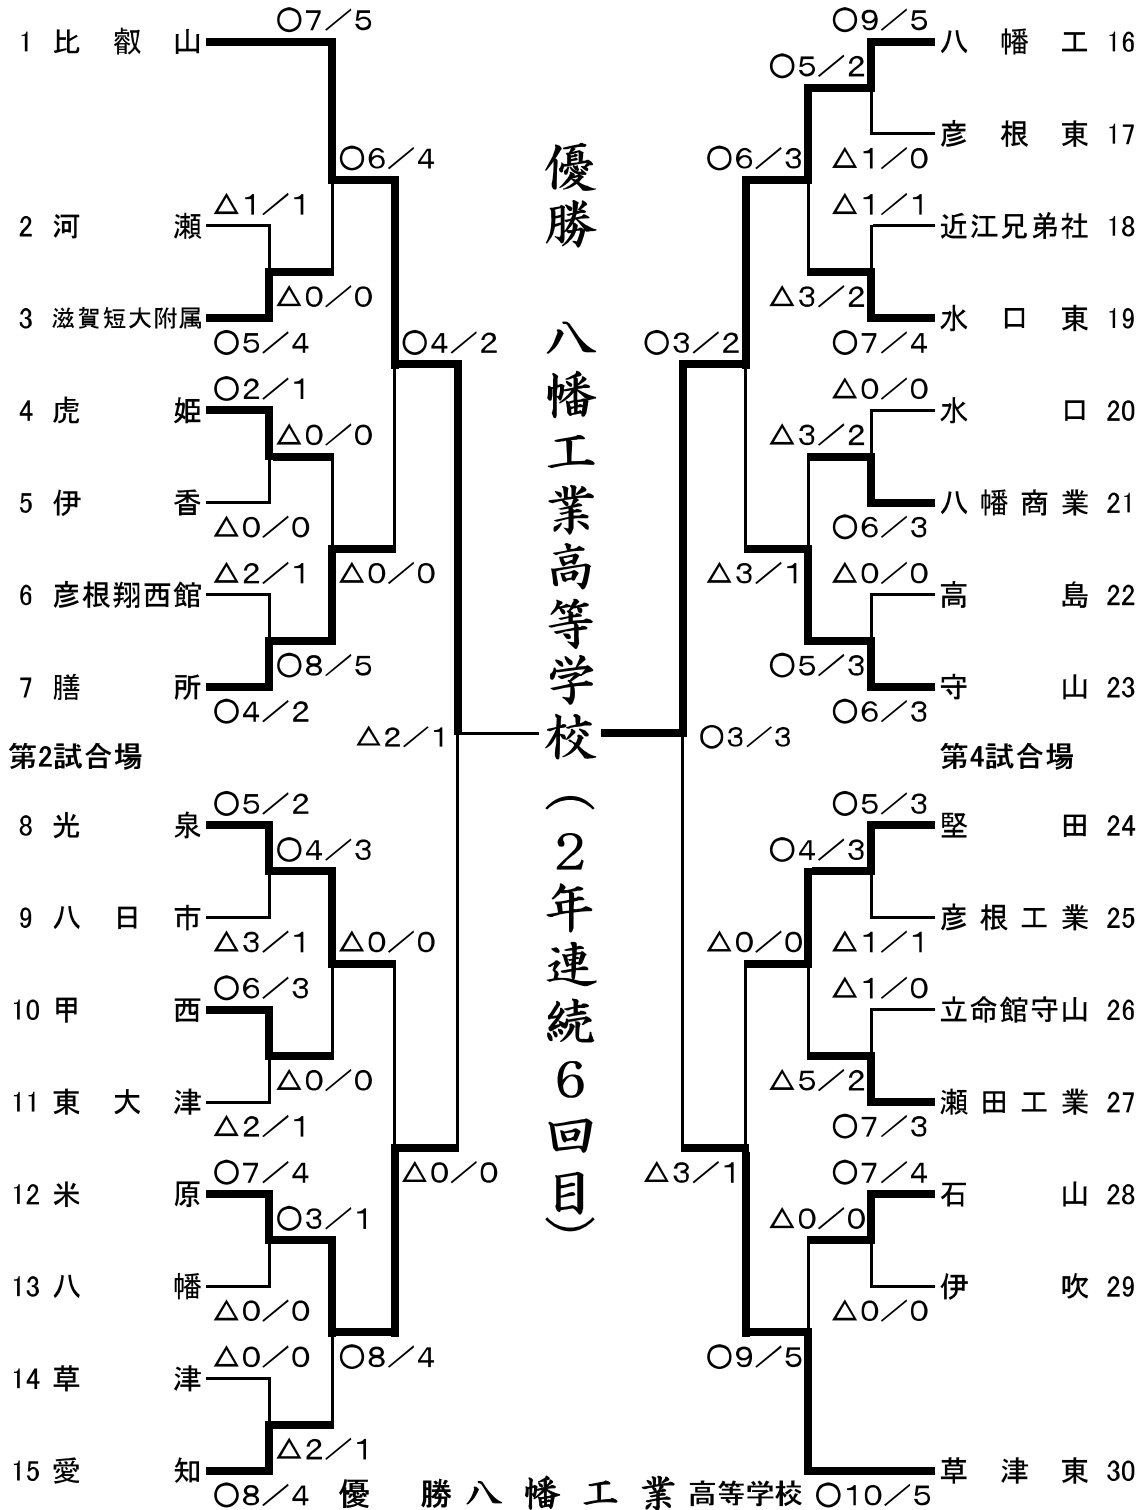 ○7／5
1 比叡山
○6／4
△1／1
2 河瀬
△0／0
3 滋賀短大附属
○5／4
○4／2
○2／1
4 虎姫
△0／0
5 伊香
△0／0
△2／1
6 彦根翔西館
△0／0
○8／5
7 膳所
○4／2
△2／1
第2試合場
○5／2
8 光泉
○4／3
9 八日市
△3／1
△0／0
○6／3
10 甲西
△0／0
11 東大津
△2／1
△0／0
○7／4
12 米原
○3／1
13 八幡
△0／0
△0／0
○8／4
14 草津
△2／1
15 愛知
○8／4
優勝 八幡工業高等学校（2年連続6回目）
○9／5
八幡工 16
○5／2
彦根東 17
○6／3
△1／0
△1／1
近江兄弟社 18
△3／2
水口東 19
○3／2
○7／4
△0／0
水口 20
△3／2
八幡商業 21
○6／3
△3／1
△0／0
高島 22
○5／3
守山 23
○6／3
○3／3
第4試合場
○5／3
堅田 24
○4／3
彦根工業 25
△0／0
△1／1
△1／0
立命館守山 26
△5／2
瀬田工業 27
○7／3
△3／1
○7／4
石山 28
△0／0
伊吹 29
△0／0
○9／5
草津東 30
○10／5
優勝 八幡工業 高等学校